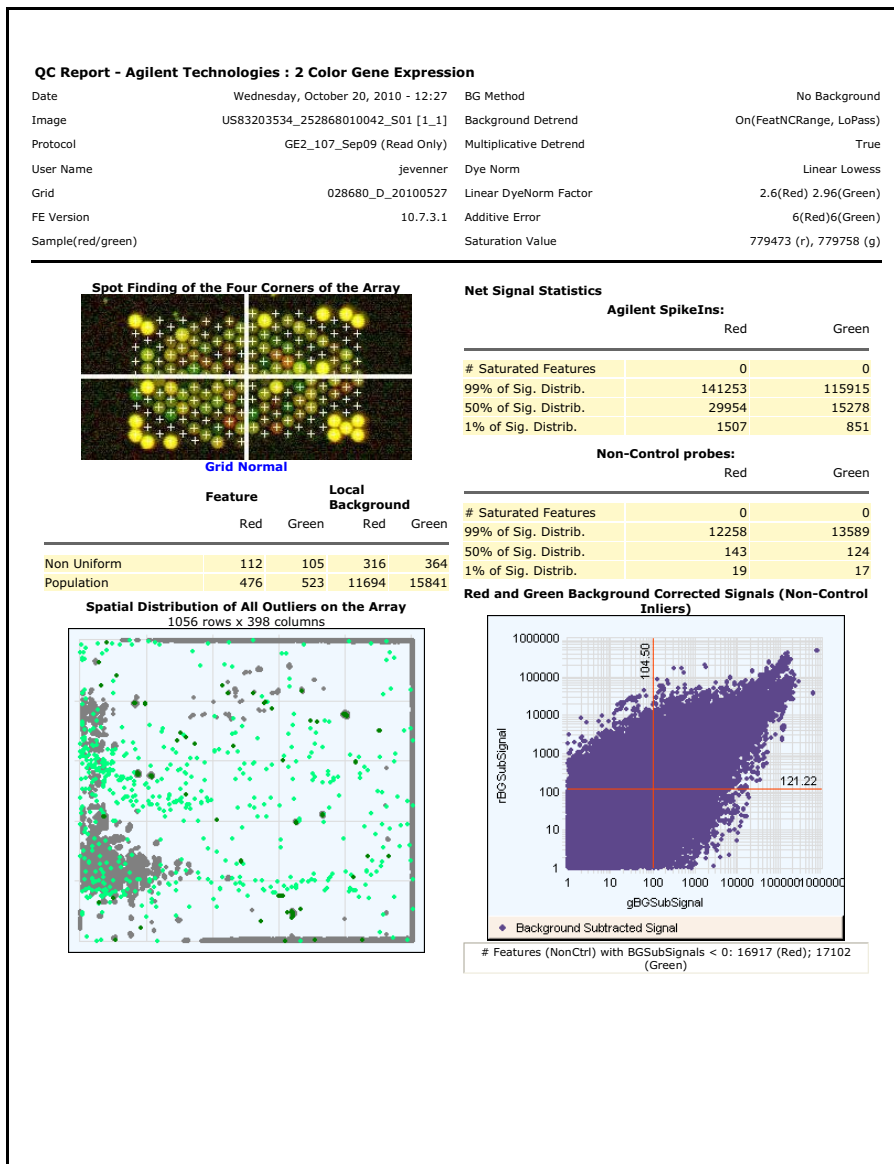 QC Report - Agilent Technologies : 2 Color Gene Expression
Date Wednesday, October 20, 2010 - 12:27 BG Method No Background
Image US83203534_252868010042_S01 [1_1] Background Detrend On(FeatNCRange, LoPass)
Protocol GE2_107_Sep09 (Read Only) Multiplicative Detrend True
User Name jevenner Dye Norm Linear Lowess
Grid 028680_D_20100527 Linear DyeNorm Factor 2.6(Red) 2.96(Green)
FE Version 10.7.3.1 Additive Error 6(Red)6(Green)
Sample(red/green) Saturation Value 779473 (r), 779758 (g)
Spot Finding of the Four Corners of the Array
Grid Normal
Feature Local Background
Red Green Red Green
Non Uniform 112 105 316 364
Population 476 523 11694 15841
Spatial Distribution of All Outliers on the Array
1056 rows x 398 columns
Net Signal Statistics
Agilent SpikeIns:
Red Green
# Saturated Features 0 0
99% of Sig. Distrib. 141253 115915
50% of Sig. Distrib. 29954 15278
1% of Sig. Distrib. 1507 851
Non-Control probes:
Red Green
# Saturated Features 0 0
99% of Sig. Distrib. 12258 13589
50% of Sig. Distrib. 143 124
1% of Sig. Distrib. 19 17
Red and Green Background Corrected Signals (Non-Control
Inliers)
1000000
100000
10000
1000
100
10
1
rBGSubSignal
104.50
121.22
1 10 100 1000 10000 100000 1000000
gBGSubSignal
Background Subtracted Signal
# Features (NonCtrl) with BGSubSignals < 0: 16917 (Red); 17102
(Green)